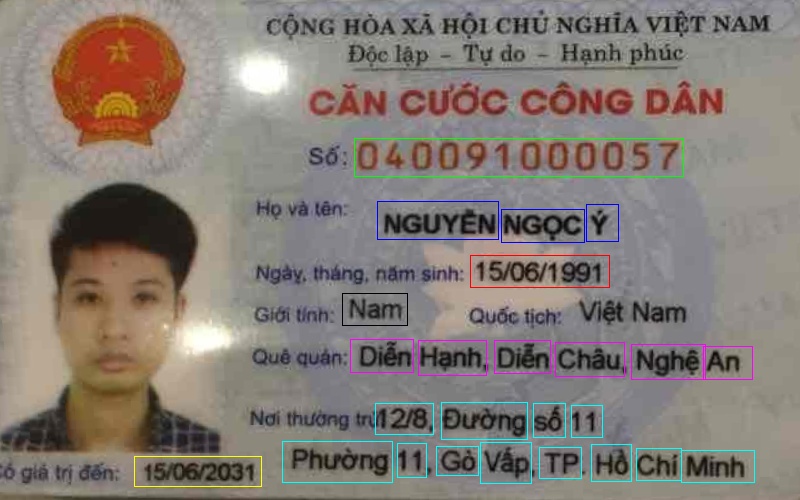 CỘNG HÒA XÃ HỘI CHỦ NGHĨA VIỆT NAM
Độc lập - Tự do - Hạnh phúc
CĂN CƯỚC CÔNG DÂN
Số: 040091000057
Họ và tên: NGUYỄN NGỌC Ý
Ngày, tháng, năm sinh: 15/06/1991
Giới tính: Nam Quốc tịch: Việt Nam
Quê quán: Diễn Hạnh, Diễn Châu, Nghệ An
Nơi thường trú 12/8, Đường số 11
Phường 11, Gò Vấp, TP. Hồ Chí Minh
Có giá trị đến: 15/06/2031